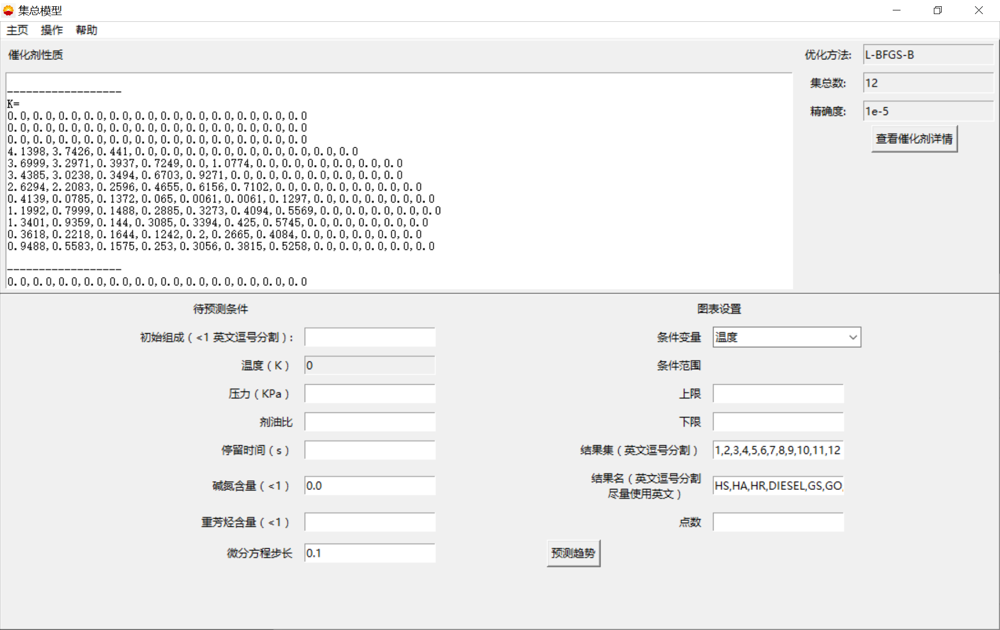 集总模型
主页 操作 帮助
催化剂性质
------------------
K=
0.0,0.0,0.0,0.0,0.0,0.0,0.0,0.0,0.0,0.0,0.0,0.0
0.0,0.0,0.0,0.0,0.0,0.0,0.0,0.0,0.0,0.0,0.0,0.0
0.0,0.0,0.0,0.0,0.0,0.0,0.0,0.0,0.0,0.0,0.0,0.0
4.1398,3.7426,0.441,0.0,0.0,0.0,0.0,0.0,0.0,0.0,0.0,0.0
3.6999,3.2971,0.3937,0.7249,0.0,1.0774,0.0,0.0,0.0,0.0,0.0,0.0
3.4385,3.0238,0.3494,0.6703,0.9271,0.0,0.0,0.0,0.0,0.0,0.0,0.0
2.6294,2.2083,0.2596,0.4655,0.6156,0.7102,0.0,0.0,0.0,0.0,0.0,0.0
0.4139,0.0785,0.1372,0.065,0.0061,0.0061,0.1297,0.0,0.0,0.0,0.0,0.0
1.1992,0.7999,0.1488,0.2885,0.3273,0.4094,0.5569,0.0,0.0,0.0,0.0,0.0
1.3401,0.9359,0.144,0.3085,0.3394,0.425,0.5745,0.0,0.0,0.0,0.0,0.0
0.3618,0.2218,0.1644,0.1242,0.2,0.2665,0.4084,0.0,0.0,0.0,0.0,0.0
0.9488,0.5583,0.1575,0.253,0.3056,0.3815,0.5258,0.0,0.0,0.0,0.0,0.0
------------------
0.0,0.0,0.0,0.0,0.0,0.0,0.0,0.0,0.0,0.0,0.0,0.0
优化方法: L-BFGS-B
集总数: 12
精确度: 1e-5
查看催化剂详情
待预测条件
初始组成（<1 英文逗号分割）:
温度（K） 0
压力（KPa）
剂油比
停留时间（s）
碱氮含量（<1） 0.0
重芳烃含量（<1）
微分方程步长 0.1
图表设置
条件变量 温度
条件范围
上限
下限
结果集（英文逗号分割） 1,2,3,4,5,6,7,8,9,10,11,12
结果名（英文逗号分割
尽量使用英文） HS,HA,HR,DIESEL,GS,GO,
点数
预测趋势